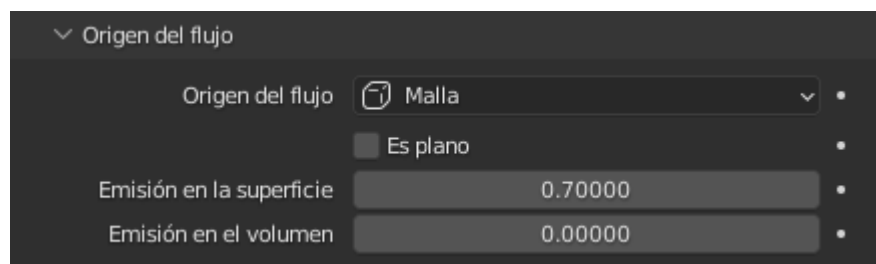 Origen del flujo
Origen del flujo Malla
Es plano
Emisión en la superficie 0.70000
Emisión en el volumen 0.00000